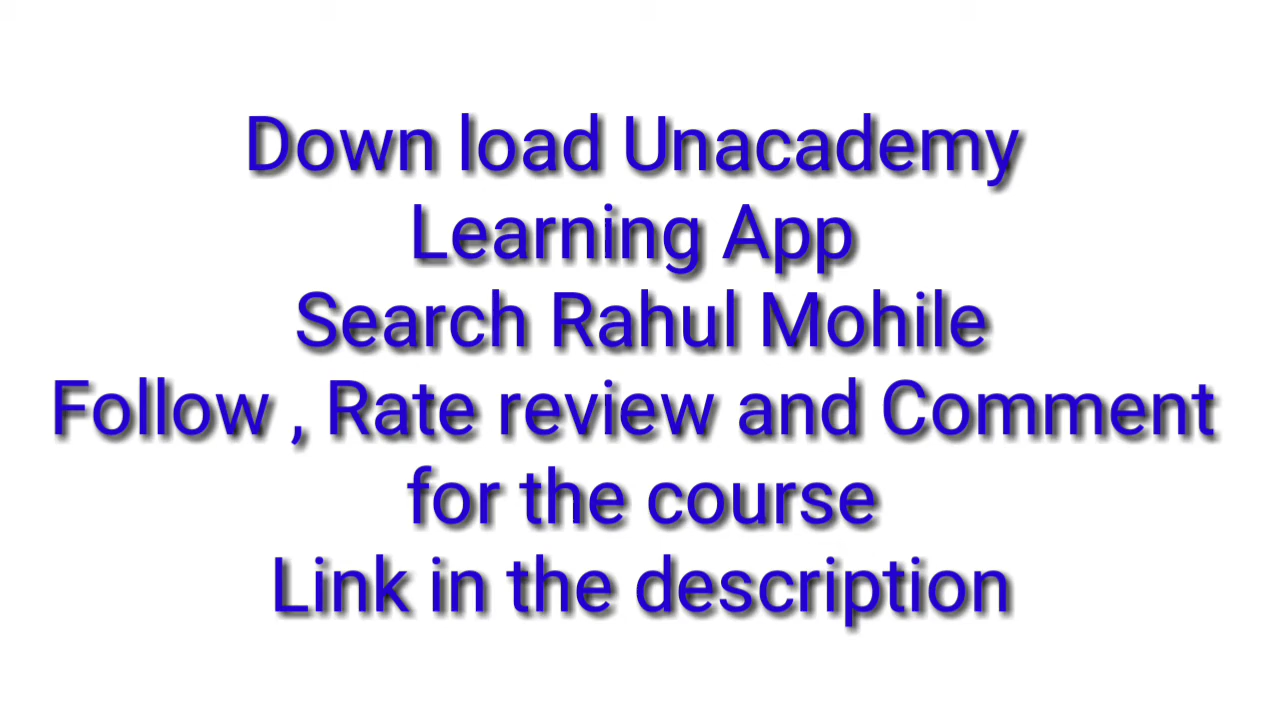 Down load Unacademy
Learning App
Search Rahul Mohile
Follow , Rate review and Comment
for the course
Link in the description